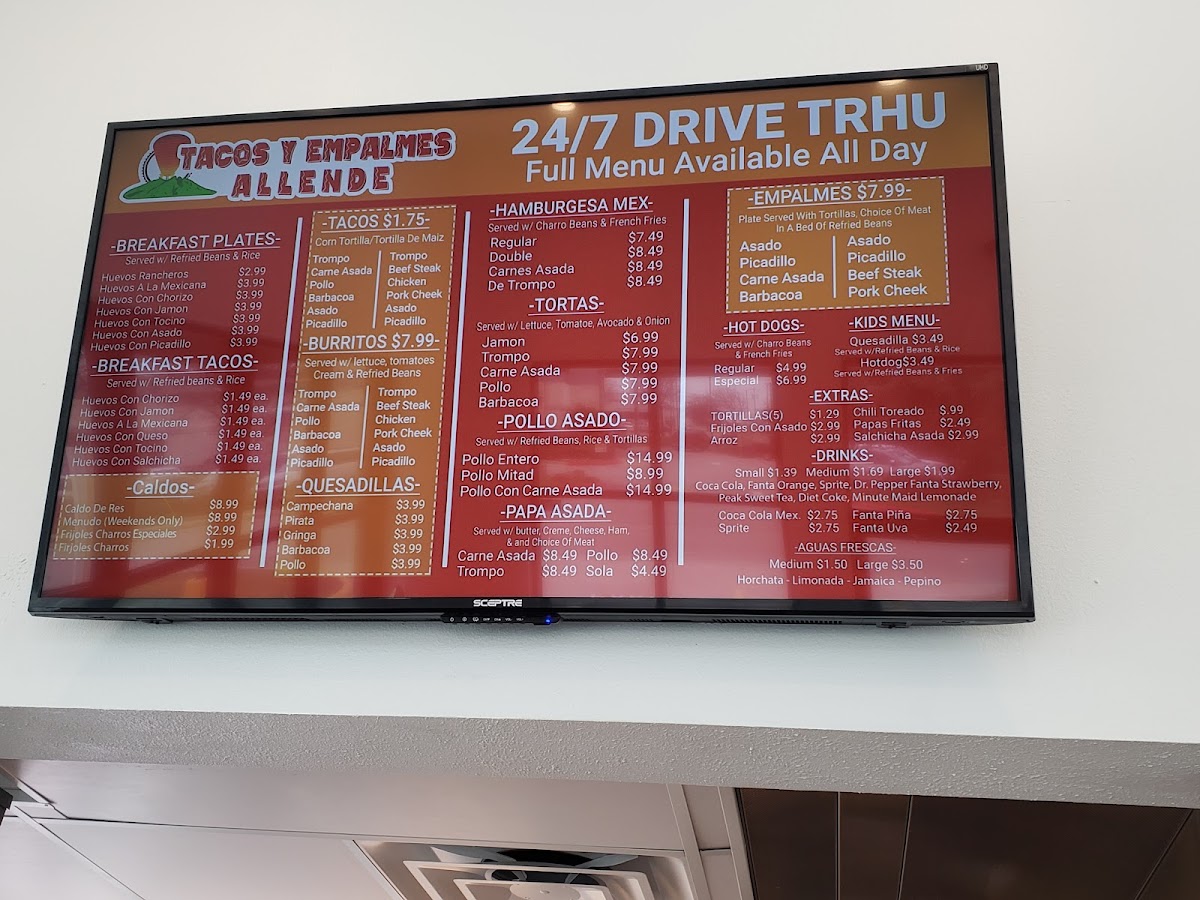 UHD
TACOS Y EMPALMES
ALLENDE
24/7 DRIVE TRHU
Full Menu Available All Day
-BREAKFAST PLATES-
Served w/ Refried Beans & Rice
Huevos Rancheros $2.99
Huevos A La Mexicana $3.99
Huevos Con Chorizo $3.99
Huevos Con Jamon $3.99
Huevos Con Tocino $3.99
Huevos Con Asado $3.99
Huevos Con Picadillo $3.99
-BREAKFAST TACOS-
Served w/ Refried beans & Rice
Huevos Con Chorizo $1.49 ea.
Huevos Con Jamon $1.49 ea.
Huevos A La Mexicana $1.49 ea.
Huevos Con Queso $1.49 ea.
Huevos Con Tocino $1.49 ea.
Huevos Con Salchicha $1.49 ea.
-Caldos-
Caldo De Res $8.99
Menudo (Weekends Only) $8.99
Frijoles Charros Especiales $2.99
Firjoles Charros $1.99
-TACOS $1.75-
Corn Tortilla/Tortilla De Maiz
Trompo Trompo
Carne Asada Beef Steak
Pollo Chicken
Barbacoa Pork Cheek
Asado Asado
Picadillo Picadillo
-BURRITOS $7.99-
Served w/ lettuce, tomatoes
Cream & Refried Beans
Trompo Trompo
Carne Asada Beef Steak
Pollo Chicken
Barbacoa Pork Cheek
Asado Asado
Picadillo Picadillo
-QUESADILLAS-
Campechana $3.99
Pirata $3.99
Gringa $3.99
Barbacoa $3.99
Pollo $3.99
-HAMBURGESA MEX-
Served w/ Charro Beans & French Fries
Regular $7.49
Double $8.49
Carnes Asada $8.49
De Trompo $8.49
-TORTAS-
Served w/ Lettuce, Tomatoe, Avocado & Onion
Jamon $6.99
Trompo $7.99
Carne Asada $7.99
Pollo $7.99
Barbacoa $7.99
-POLLO ASADO-
Served w/ Refried Beans, Rice & Tortillas
Pollo Entero $14.99
Pollo Mitad $8.99
Pollo Con Carne Asada $14.99
-PAPA ASADA-
Served w/ butter, Creme, Cheese, Ham,
& and Choice Of Meat
Carne Asada $8.49 Pollo $8.49
Trompo $8.49 Sola $4.49
-EMPALMES $7.99-
Plate Served With Tortillas, Choice Of Meat
In A Bed Of Refried Beans
Asado Asado
Picadillo Picadillo
Carne Asada Beef Steak
Barbacoa Pork Cheek
-HOT DOGS-
Served w/ Charro Beans
& French Fries
Regular $4.99
Especial $6.99
-KIDS MENU-
Quesadilla $3.49
Served w/Refried Beans & Rice
Hotdog$3.49
Served w/Refried Beans & Fries
-EXTRAS-
TORTILLAS(5) $1.29 Chili Toreado $.99
Frijoles Con Asado $2.99 Papas Fritas $2.49
Arroz $2.99 Salchicha Asada $2.99
-DRINKS-
Small $1.39 Medium $1.69 Large $1.99
Coca Cola, Fanta Orange, Sprite, Dr. Pepper Fanta Strawberry,
Peak Sweet Tea, Diet Coke, Minute Maid Lemonade
Coca Cola Mex. $2.75 Fanta Piña $2.75
Sprite $2.75 Fanta Uva $2.49
-AGUAS FRESCAS-
Medium $1.50 Large $3.50
Horchata - Limonada - Jamaica - Pepino
SCEPTRE